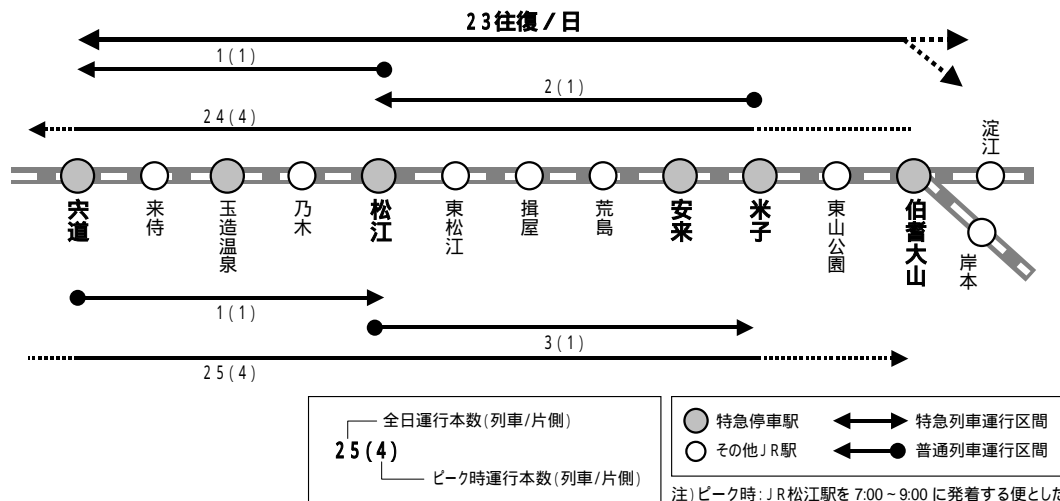 23往復/日
1(1)
2(1)
24(4)
淀江
宍道
来待
玉造温泉
乃木
松江
東松江
揖屋
荒島
安来
米子
東山公園
伯耆大山
岸本
1(1)
3(1)
25(4)
全日運行本数(列車/片側)
25(4)
ピーク時運行本数(列車/片側)
特急停車駅
特急列車運行区間
その他JR駅
普通列車運行区間
注)ピーク時:JR松江駅を7:00~9:00に発着する便とした